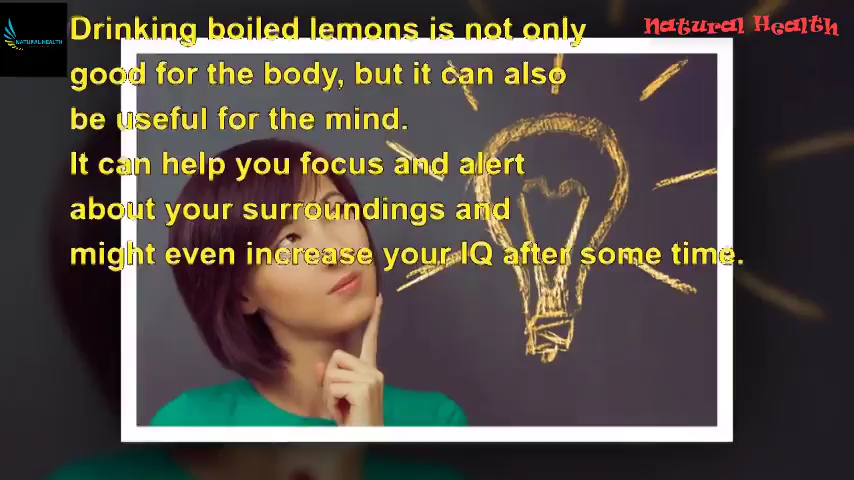 NATURAL HEALTH
Natural Health
Drinking boiled lemons is not only
good for the body, but it can also
be useful for the mind.
It can help you focus and alert
about your surroundings and
might even increase your IQ after some time.